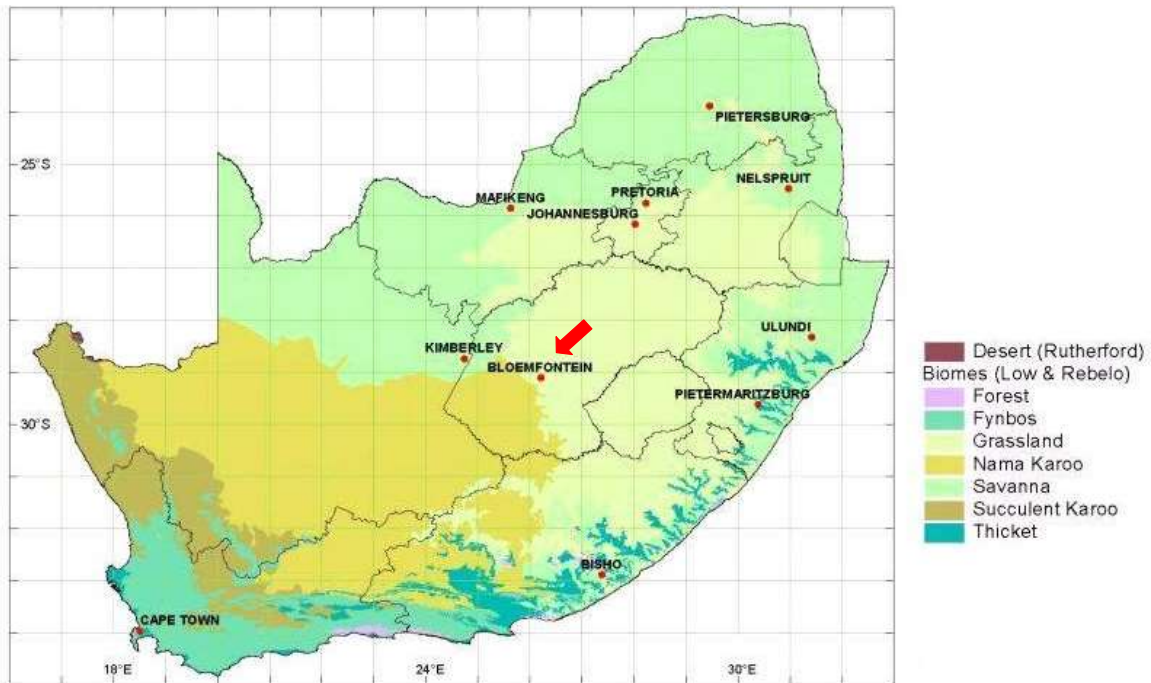 PIETERSBURG
25°S
NELSPRUIT
MAFIKENG
PRETORIA
JOHANNESBURG
ULUNDI
KIMBERLEY
BLOEMFONTEIN
PIETERMARITZBURG
30°S
BISHO
CAPE TOWN
18°E
24°E
30°E
Desert (Rutherford)
Biomes (Low & Rebelo)
Forest
Fynbos
Grassland
Nama Karoo
Savanna
Succulent Karoo
Thicket